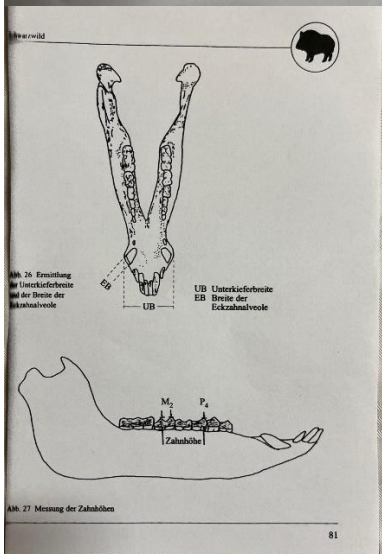 Schwarzwild
Abb. 26 Ermittlung
der Unterkieferbreite
und der Breite der
Eckzahnalveole
EB
UB
UB Unterkieferbreite
EB Breite der
Eckzahnalveole
M2 P4
Zahnhöhe
Abb. 27 Messung der Zahnhöhen
81